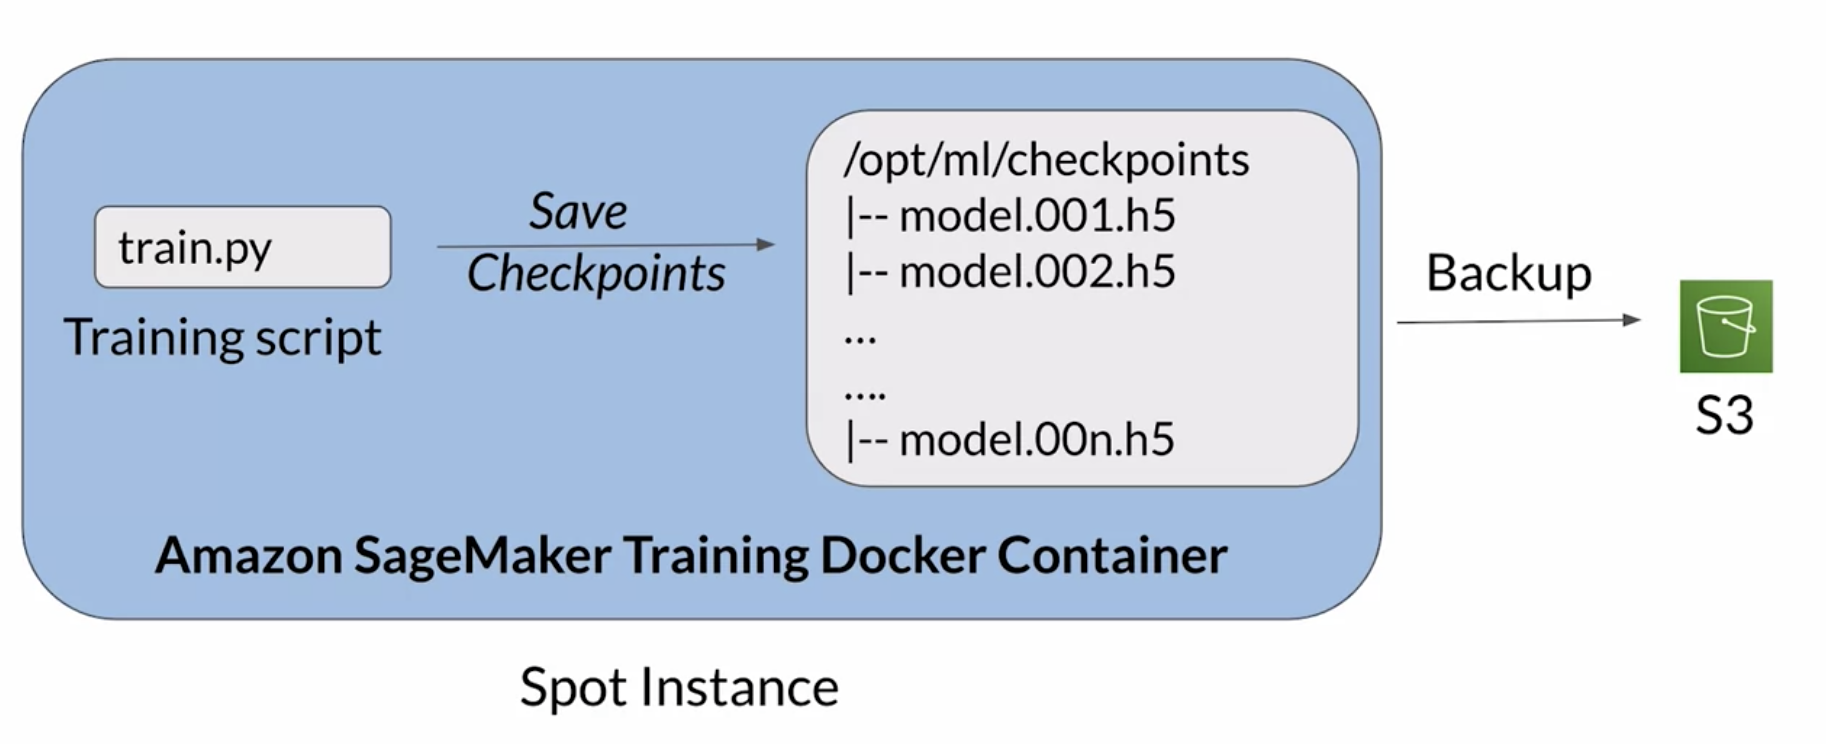 train.py
Training script
Save
Checkpoints
/opt/ml/checkpoints
|-- model.001.h5
|-- model.002.h5
...
....
|-- model.00n.h5
Amazon SageMaker Training Docker Container
Spot Instance
Backup
S3